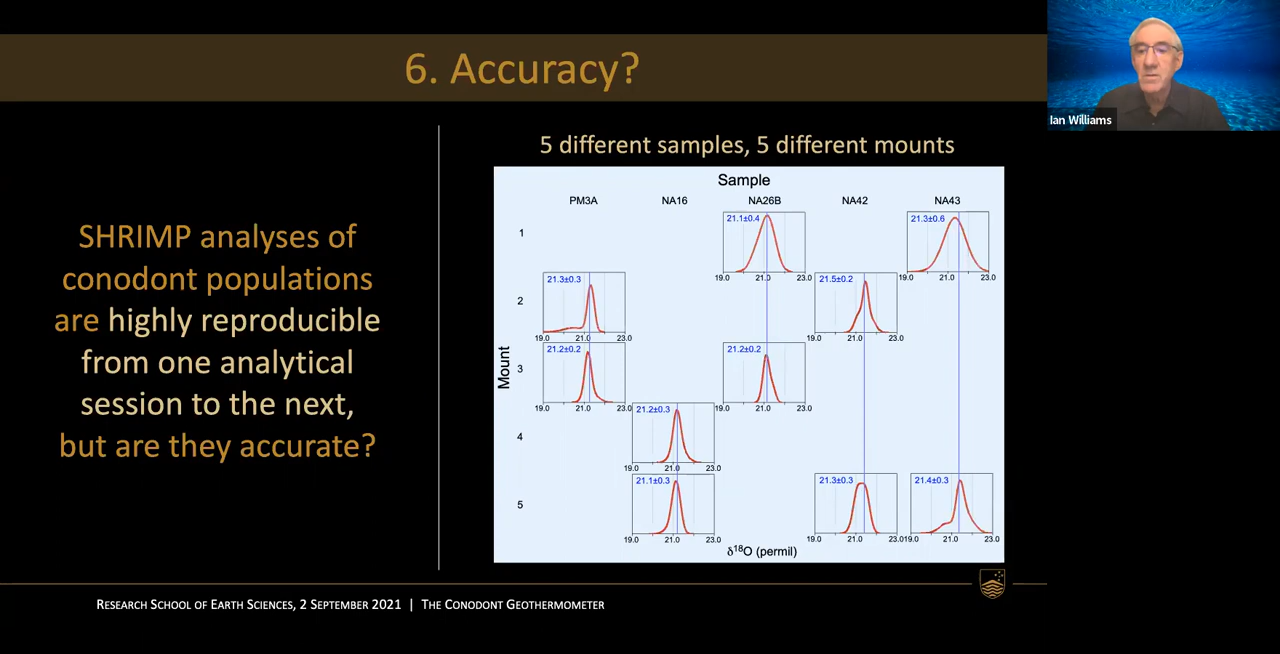 6. Accuracy?
Ian Williams
SHRIMP analyses of
conodont populations
are highly reproducible
from one analytical
session to the next,
but are they accurate?
5 different samples, 5 different mounts
Sample
PM3A NA16 NA26B NA42 NA43
Mount
1
21.1±0.4
19.0 21.0 23.0
21.3±0.6
19.0 21.0 23.0
2
21.3±0.3
19.0 21.0 23.0
21.5±0.2
19.0 21.0 23.0
3
21.2±0.2
19.0 21.0 23.0
21.2±0.2
19.0 21.0 23.0
4
21.2±0.3
19.0 21.0 23.0
5
21.1±0.3
19.0 21.0 23.0
21.3±0.3
19.0 21.0 23.0
21.4±0.3
19.0 21.0 23.0
δ18O (permil)
RESEARCH SCHOOL OF EARTH SCIENCES, 2 SEPTEMBER 2021 | THE CONODONT GEOTHERMOMETER